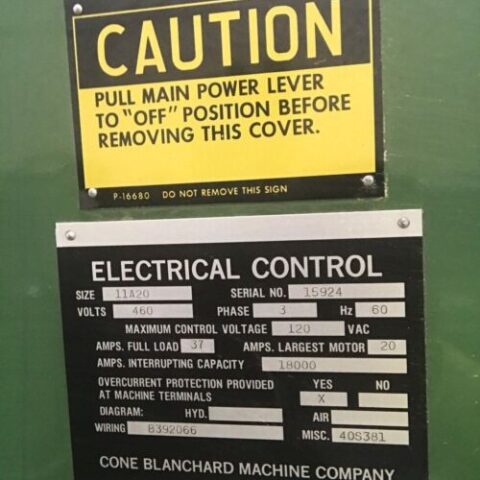 CAUTION
PULL MAIN POWER LEVER
TO "OFF" POSITION BEFORE
REMOVING THIS COVER.
P-16680 DO NOT REMOVE THIS SIGN
ELECTRICAL CONTROL
SIZE 11A20 SERIAL NO. 15924
VOLTS 460 PHASE 3 Hz 60
MAXIMUM CONTROL VOLTAGE 120 VAC
AMPS. FULL LOAD 37 AMPS. LARGEST MOTOR 20
AMPS. INTERRUPTING CAPACITY 18000
OVERCURRENT PROTECTION PROVIDED YES NO
AT MACHINE TERMINALS X
DIAGRAM: HYD. AIR
WIRING 8392066 MISC. 40S381
CONE BLANCHARD MACHINE COMPANY